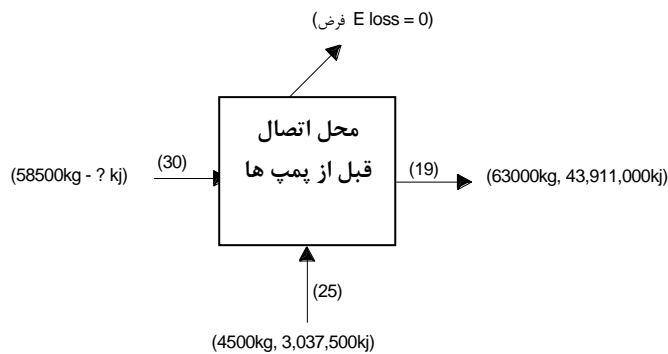 (فرض E loss = 0)
محل اتصال
قبل از پمپ ها
(58500kg - ? kj)
(30)
(19)
(63000kg, 43,911,000kj)
(25)
(4500kg, 3,037,500kj)